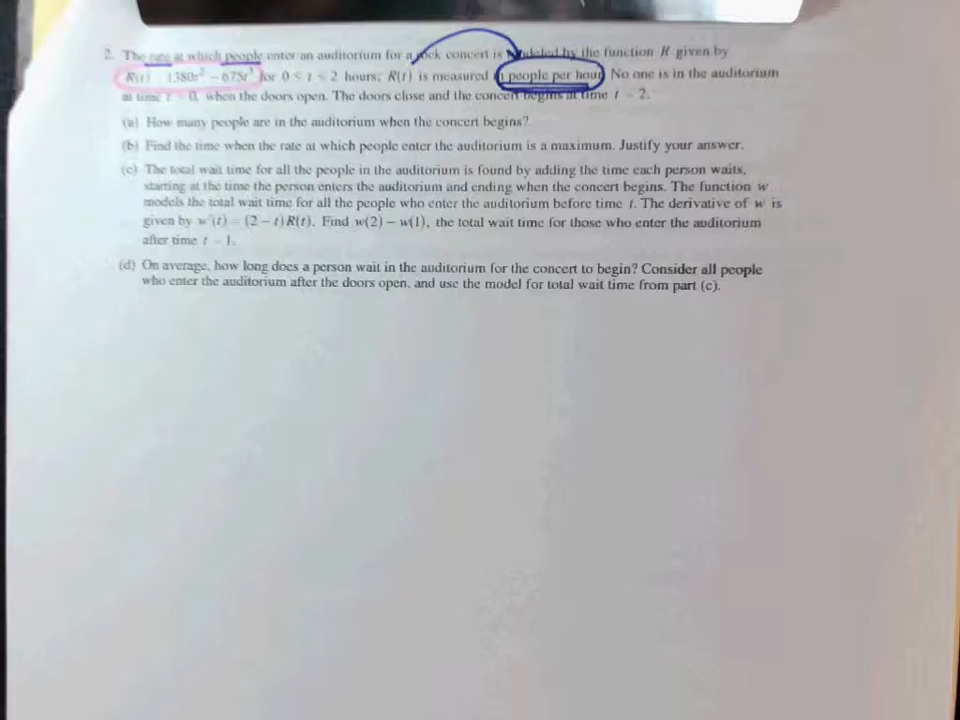 2. The rate at which people enter an auditorium for a rock concert is modeled by the function R given by
R(t) = 1380t² − 675t³ for 0 ≤ t ≤ 2 hours; R(t) is measured in people per hour. No one is in the auditorium
at time t = 0, when the doors open. The doors close and the concert begins at time t = 2.
(a) How many people are in the auditorium when the concert begins?
(b) Find the time when the rate at which people enter the auditorium is a maximum. Justify your answer.
(c) The total wait time for all the people in the auditorium is found by adding the time each person waits,
starting at the time the person enters the auditorium and ending when the concert begins. The function w
models the total wait time for all the people who enter the auditorium before time t. The derivative of w is
given by w′(t) = (2 − t)R(t). Find w(2) − w(1), the total wait time for those who enter the auditorium
after time t = 1.
(d) On average, how long does a person wait in the auditorium for the concert to begin? Consider all people
who enter the auditorium after the doors open, and use the model for total wait time from part (c).